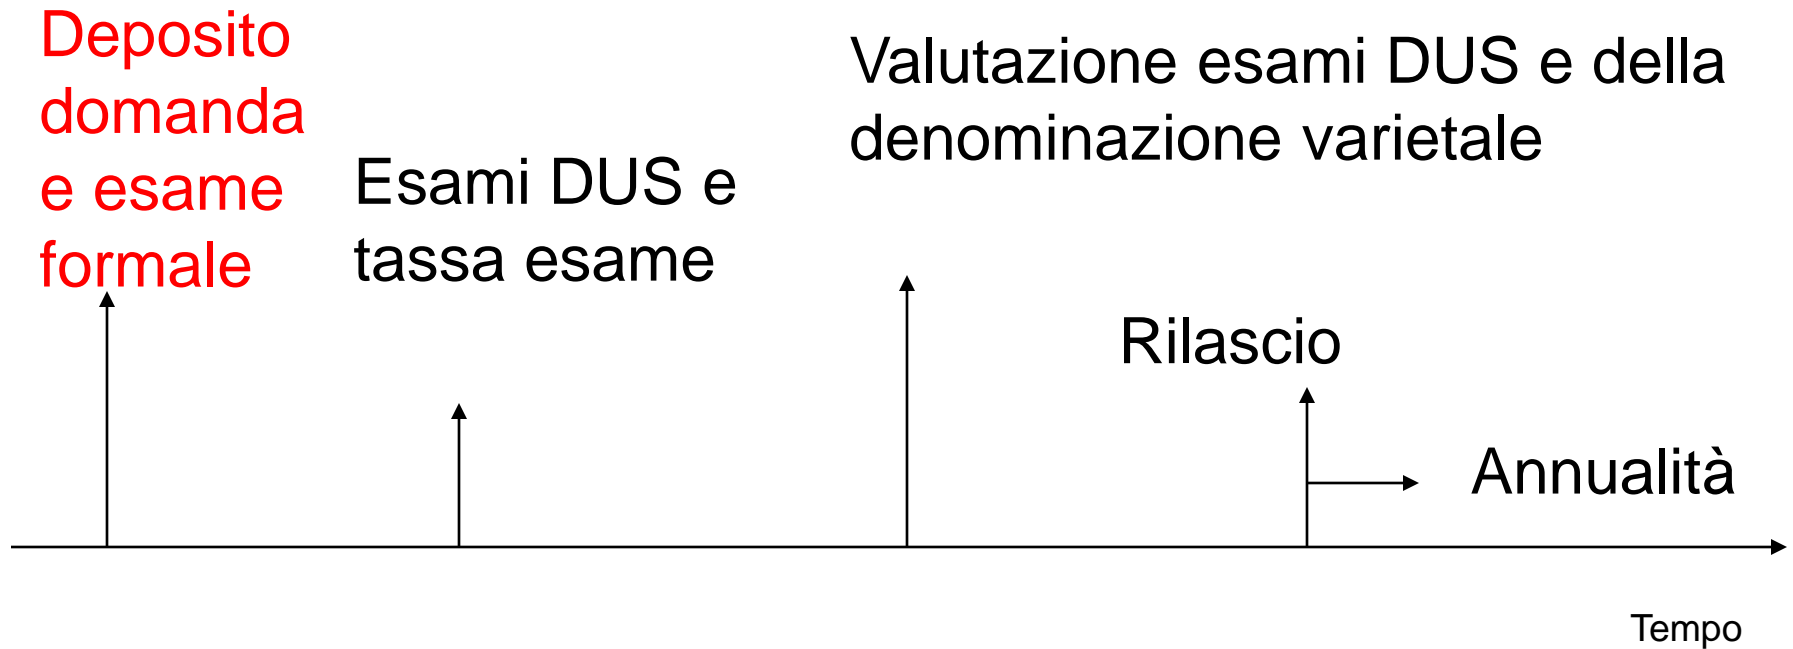 Deposito
domanda
e esame
formale
Esami DUS e
tassa esame
Valutazione esami DUS e della
denominazione varietale
Rilascio
Annualità
Tempo